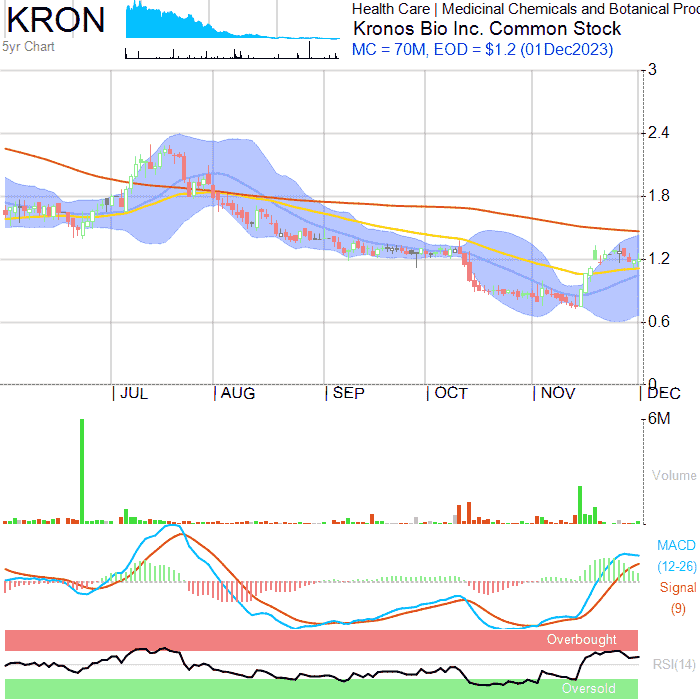 KRON
5yr Chart
Health Care | Medicinal Chemicals and Botanical Prod
Kronos Bio Inc. Common Stock
MC = 70M, EOD = $1.2 (01Dec2023)
3
2.4
1.8
1.2
0.6
0
| JUL | AUG | SEP | OCT | NOV | DEC
6M
Volume
MACD
(12-26)
Signal
(9)
Overbought
RSI(14)
Oversold